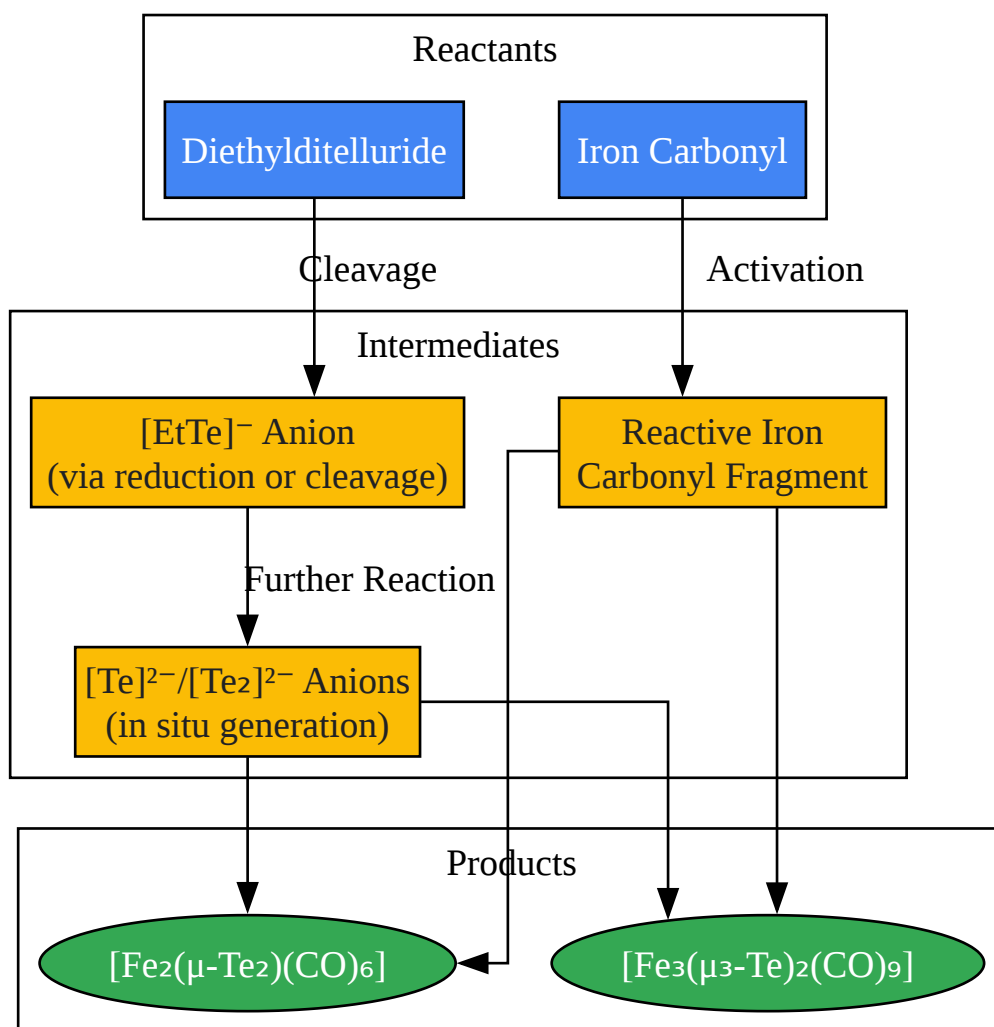 Reactants
Diethylditelluride
Iron Carbonyl
Cleavage
Activation
Intermediates
[EtTe]⁻ Anion
(via reduction or cleavage)
Reactive Iron
Carbonyl Fragment
Further Reaction
[Te]²⁻/[Te₂]²⁻ Anions
(in situ generation)
Products
[Fe₂(μ-Te₂)(CO)₆]
[Fe₃(μ₃-Te)₂(CO)₉]